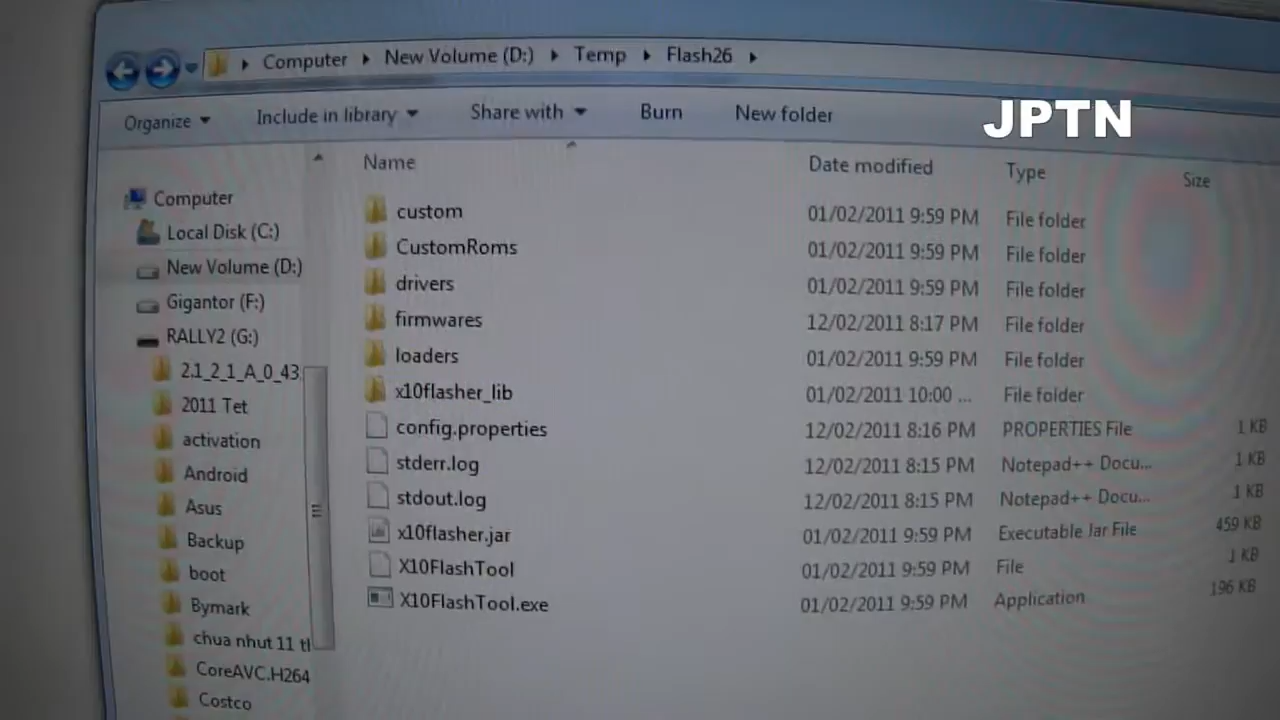 Computer New Volume (D:) Temp Flash26
Organize Include in library Share with Burn New folder
JPTN
Name Date modified Type Size
Computer
Local Disk (C:)
New Volume (D:)
Gigantor (F:)
RALLY2 (G:)
2.1_2_1_A_0_43.
2011 Tet
activation
Android
Asus
Backup
boot
Bymark
chua nhut 11 tl
CoreAVC.H264
Costco
custom 01/02/2011 9:59 PM File folder
CustomRoms 01/02/2011 9:59 PM File folder
drivers 01/02/2011 9:59 PM File folder
firmwares 12/02/2011 8:17 PM File folder
loaders 01/02/2011 9:59 PM File folder
x10flasher_lib 01/02/2011 10:00 ... File folder
config.properties 12/02/2011 8:16 PM PROPERTIES File 1 KB
stderr.log 12/02/2011 8:15 PM Notepad++ Docu... 1 KB
stdout.log 12/02/2011 8:15 PM Notepad++ Docu... 1 KB
x10flasher.jar 01/02/2011 9:59 PM Executable Jar File 459 KB
X10FlashTool 01/02/2011 9:59 PM File 1 KB
X10FlashTool.exe 01/02/2011 9:59 PM Application 196 KB